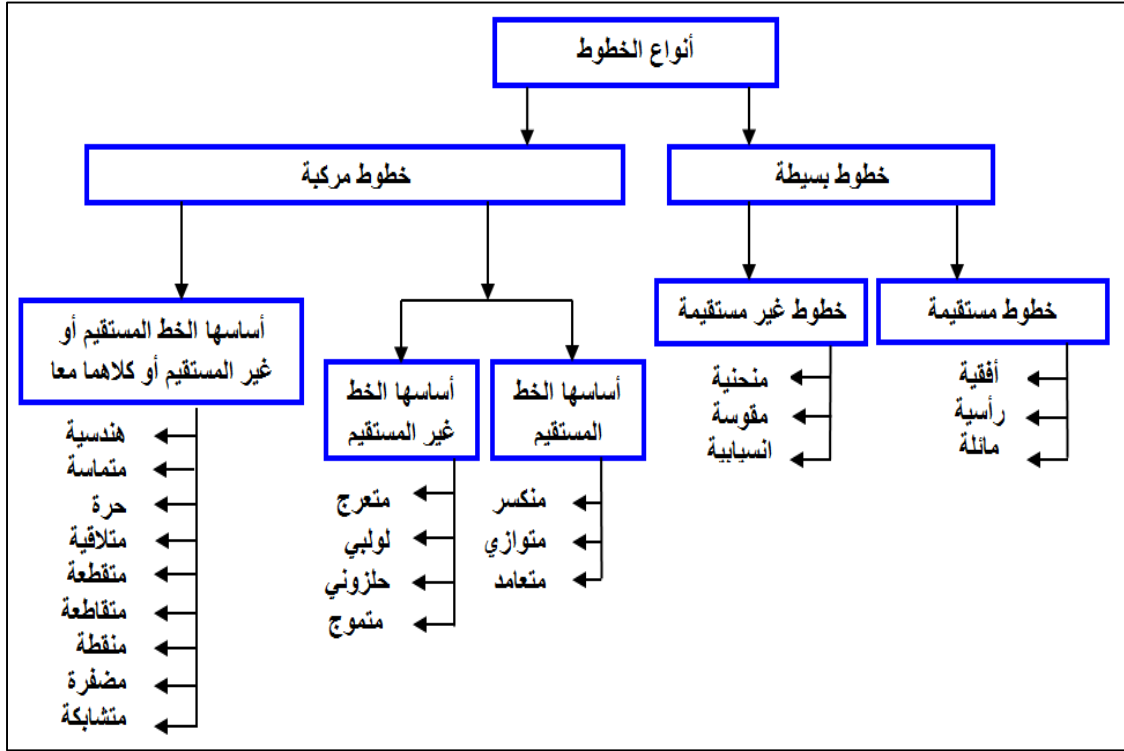 أنواع الخطوط
خطوط بسيطة
خطوط مركبة
خطوط مستقيمة
أفقية
رأسية
مائلة
خطوط غير مستقيمة
منحنية
مقوسة
انسيابية
أساسها الخط
المستقيم
منكسر
متوازي
متعامد
أساسها الخط
غير المستقيم
متعرج
لولبي
حلزوني
متموج
أساسها الخط المستقيم أو
غير المستقيم أو كلاهما معا
هندسية
متماسة
حرة
متلاقية
متقطعة
متقاطعة
منقطة
مضفرة
متشابكة